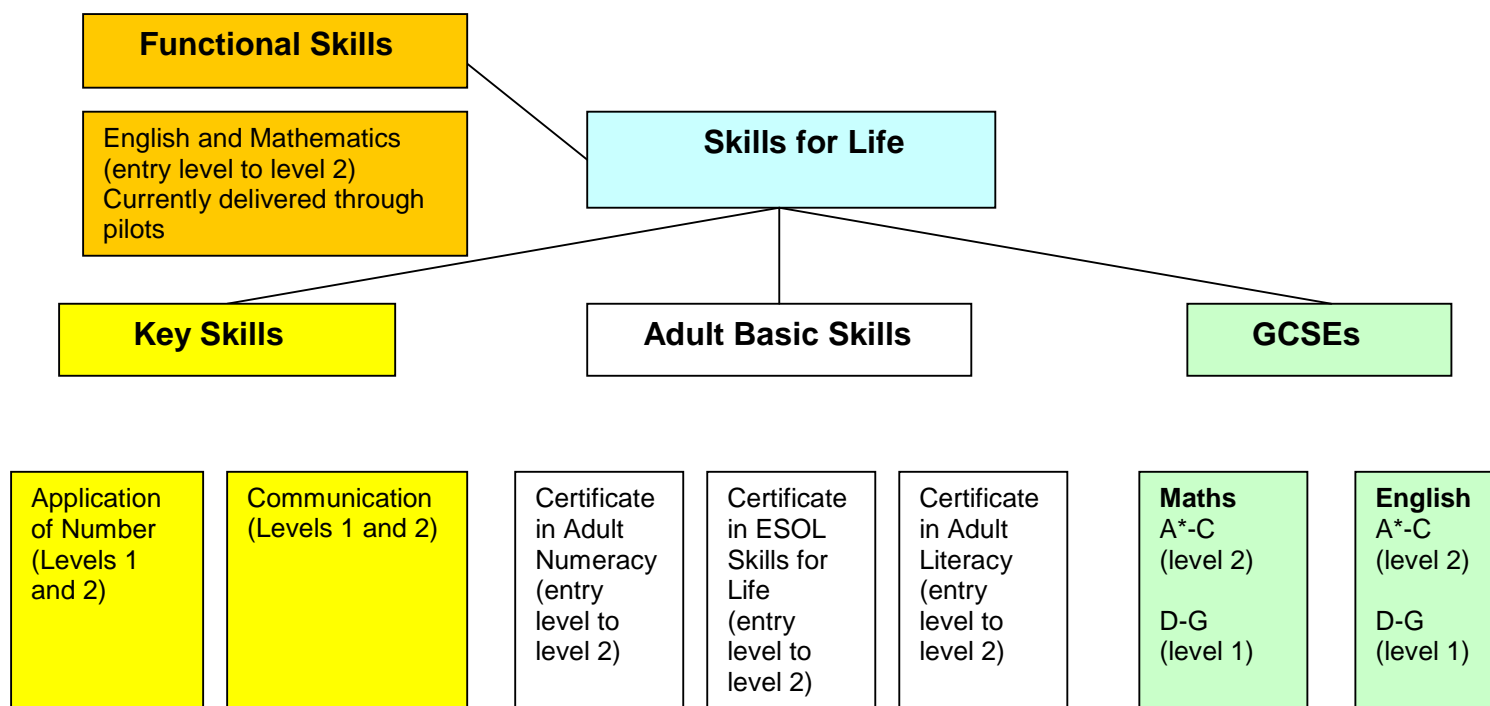 Functional Skills
English and Mathematics
(entry level to level 2)
Currently delivered through
pilots
Skills for Life
Key Skills
Adult Basic Skills
GCSEs
Application
of Number
(Levels 1
and 2)
Communication
(Levels 1 and 2)
Certificate
in Adult
Numeracy
(entry
level to
level 2)
Certificate
in ESOL
Skills for
Life
(entry
level to
level 2)
Certificate
in Adult
Literacy
(entry
level to
level 2)
Maths
A*-C
(level 2)
D-G
(level 1)
English
A*-C
(level 2)
D-G
(level 1)